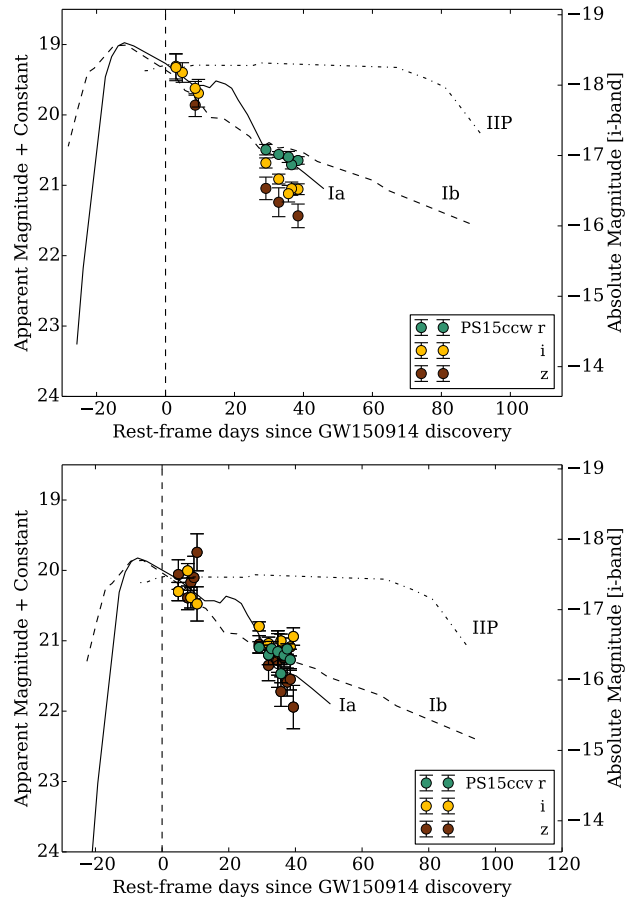 Apparent Magnitude + Constant
19
20
21
22
23
24
−19
−18
−17
−16
−15
−14
Absolute Magnitude [i-band]
IIP
Ia
Ib
PS15ccw r
i
z
−20 0 20 40 60 80 100
Rest-frame days since GW150914 discovery
Apparent Magnitude + Constant
19
20
21
22
23
24
−19
−18
−17
−16
−15
−14
Absolute Magnitude [i-band]
IIP
Ia
Ib
PS15ccv r
i
z
−20 0 20 40 60 80 100 120
Rest-frame days since GW150914 discovery